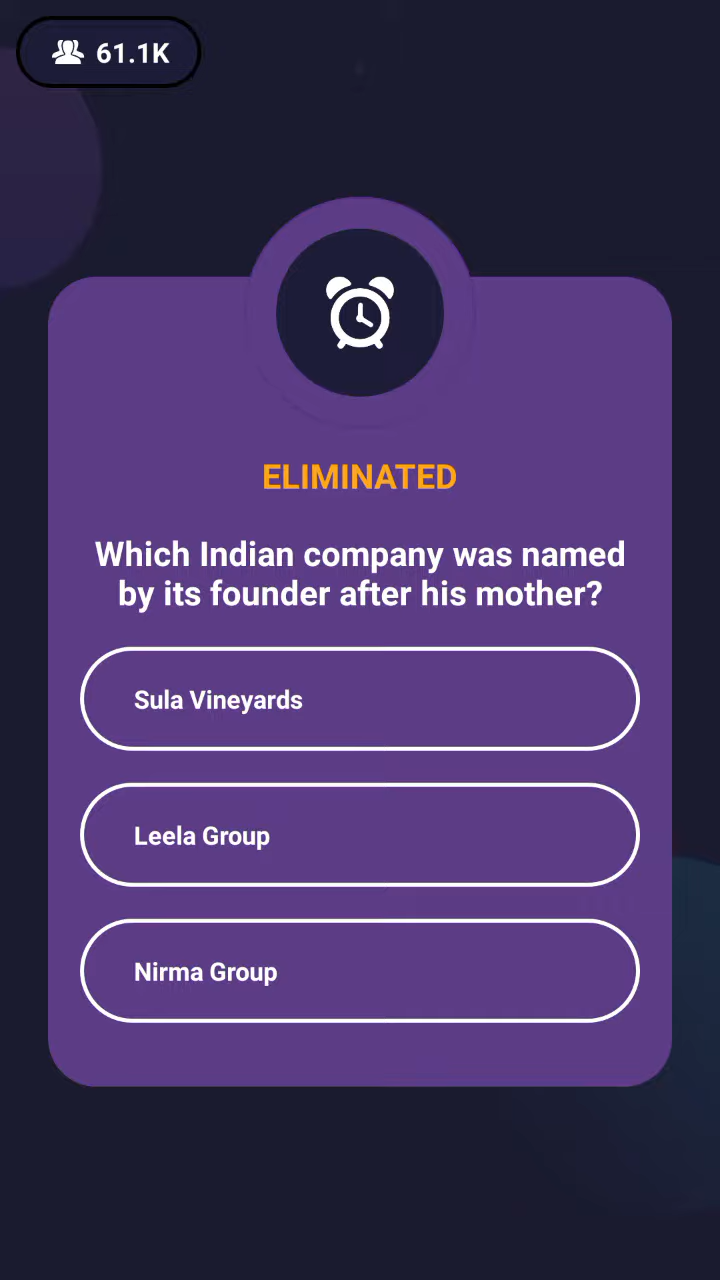 61.1K
ELIMINATED
Which Indian company was named
by its founder after his mother?
Sula Vineyards
Leela Group
Nirma Group